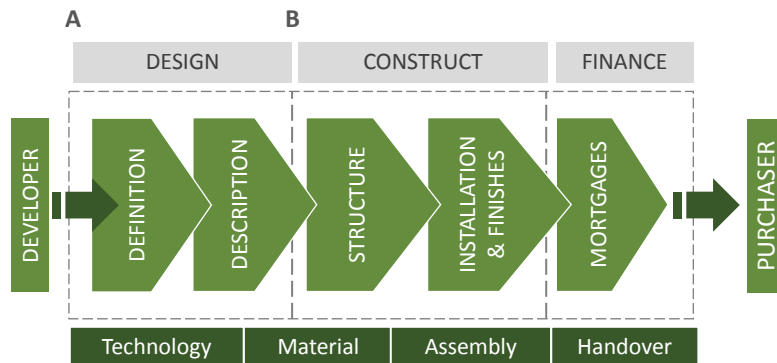 A
B
DESIGN
CONSTRUCT
FINANCE
DEVELOPER
DEFINITION
DESCRIPTION
STRUCTURE
INSTALLATION
& FINISHES
MORTGAGES
PURCHASER
Technology
Material
Assembly
Handover